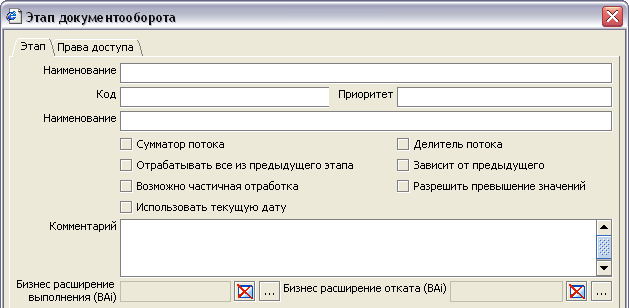 Этап документооборота
Этап Права доступа
Наименование
Код Приоритет
Наименование
Сумматор потока Делитель потока
Отрабатывать все из предыдущего этапа Зависит от предыдущего
Возможно частичная отработка Разрешить превышение значений
Использовать текущую дату
Комментарий
Бизнес расширение
выполнения (BAi) ... Бизнес расширение отката (BAi) ...